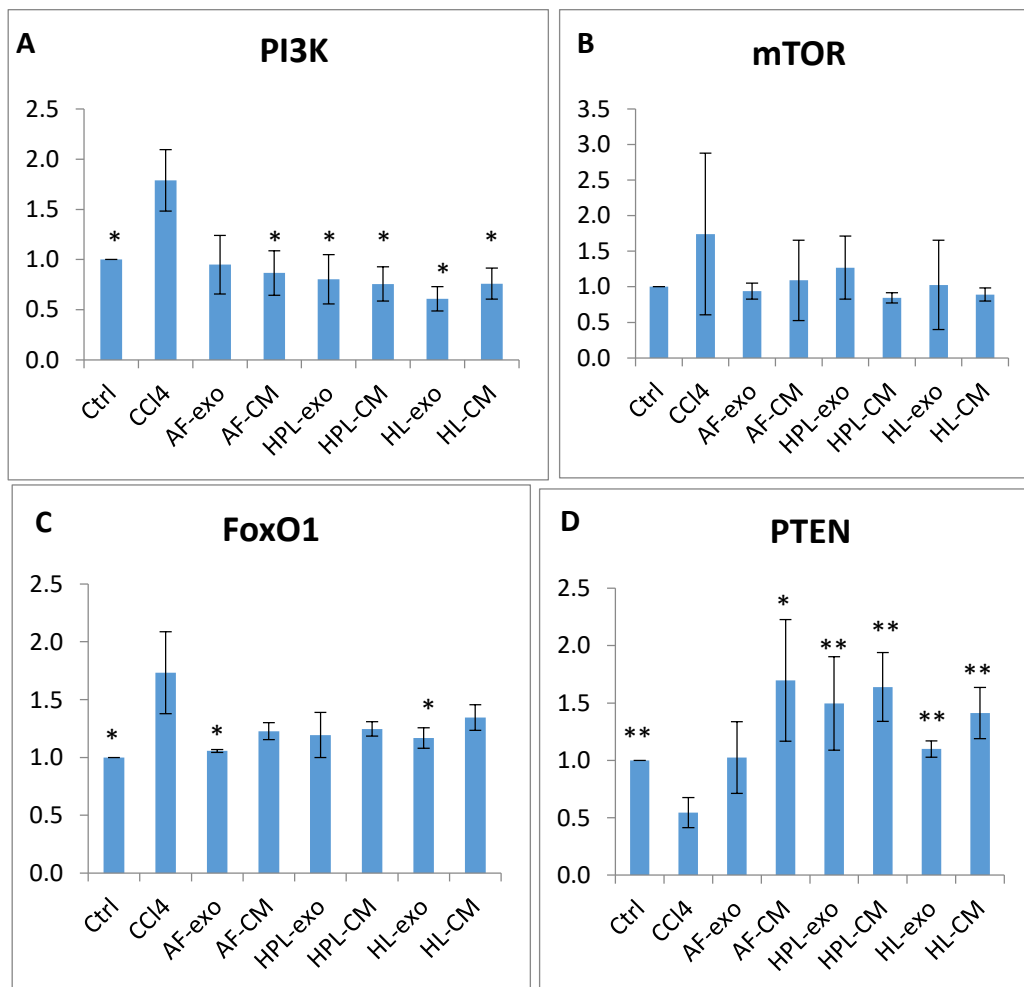 A
PI3K
2.5
2.0
1.5
1.0
0.5
0.0
* * * * * *
Ctrl CCl4 AF-exo AF-CM HPL-exo HPL-CM HL-exo HL-CM
B
mTOR
3.5
3.0
2.5
2.0
1.5
1.0
0.5
0.0
Ctrl CCl4 AF-exo AF-CM HPL-exo HPL-CM HL-exo HL-CM
C
FoxO1
2.5
2.0
1.5
1.0
0.5
0.0
* * *
Ctrl CCl4 AF-exo AF-CM HPL-exo HPL-CM HL-exo HL-CM
D
PTEN
2.5
2.0
1.5
1.0
0.5
0.0
** * ** ** ** **
Ctrl CCl4 AF-exo AF-CM HPL-exo HPL-CM HL-exo HL-CM